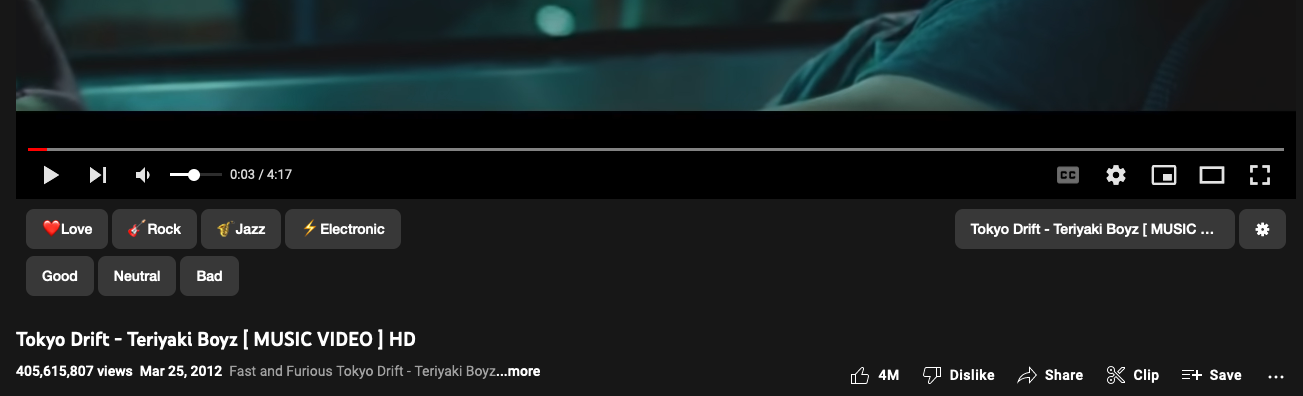 0:03 / 4:17
CC
❤️Love 🎸Rock 🎷Jazz ⚡Electronic
Tokyo Drift - Teriyaki Boyz [ MUSIC ...
Good Neutral Bad
Tokyo Drift - Teriyaki Boyz [ MUSIC VIDEO ] HD
405,615,807 views Mar 25, 2012 Fast and Furious Tokyo Drift - Teriyaki Boyz...more
4M Dislike Share Clip Save ...